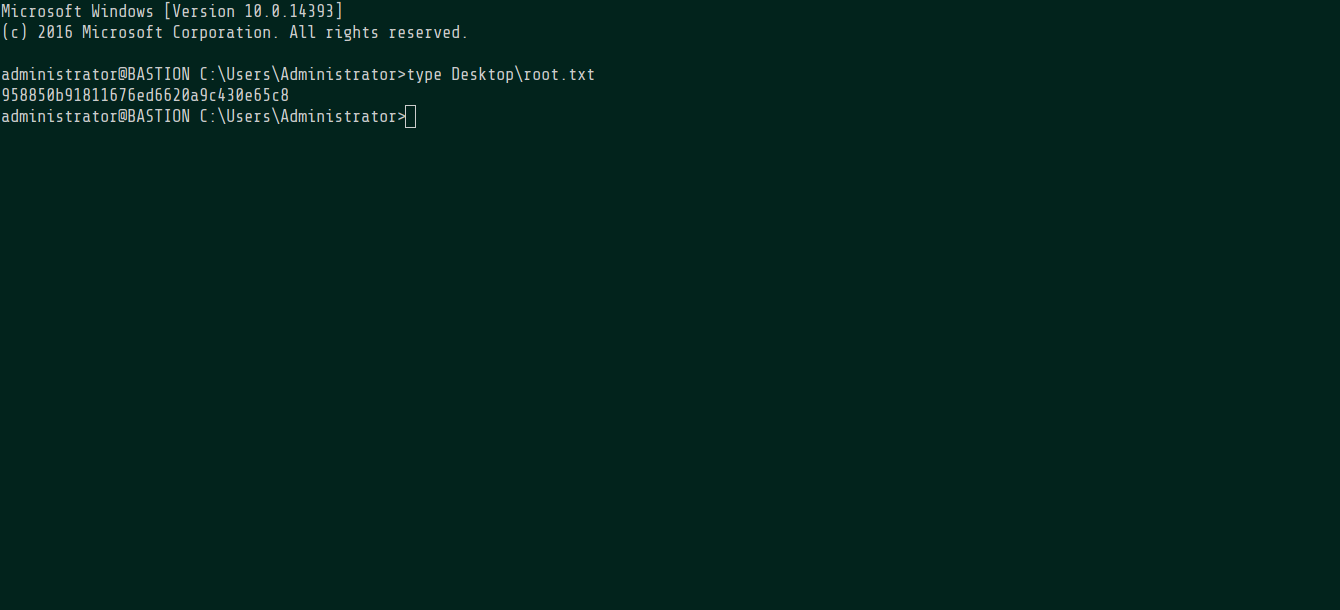 Microsoft Windows [Version 10.0.14393]
(c) 2016 Microsoft Corporation. All rights reserved.
administrator@BASTION C:\Users\Administrator>type Desktop\root.txt
958850b91811676ed6620a9c430e65c8
administrator@BASTION C:\Users\Administrator>